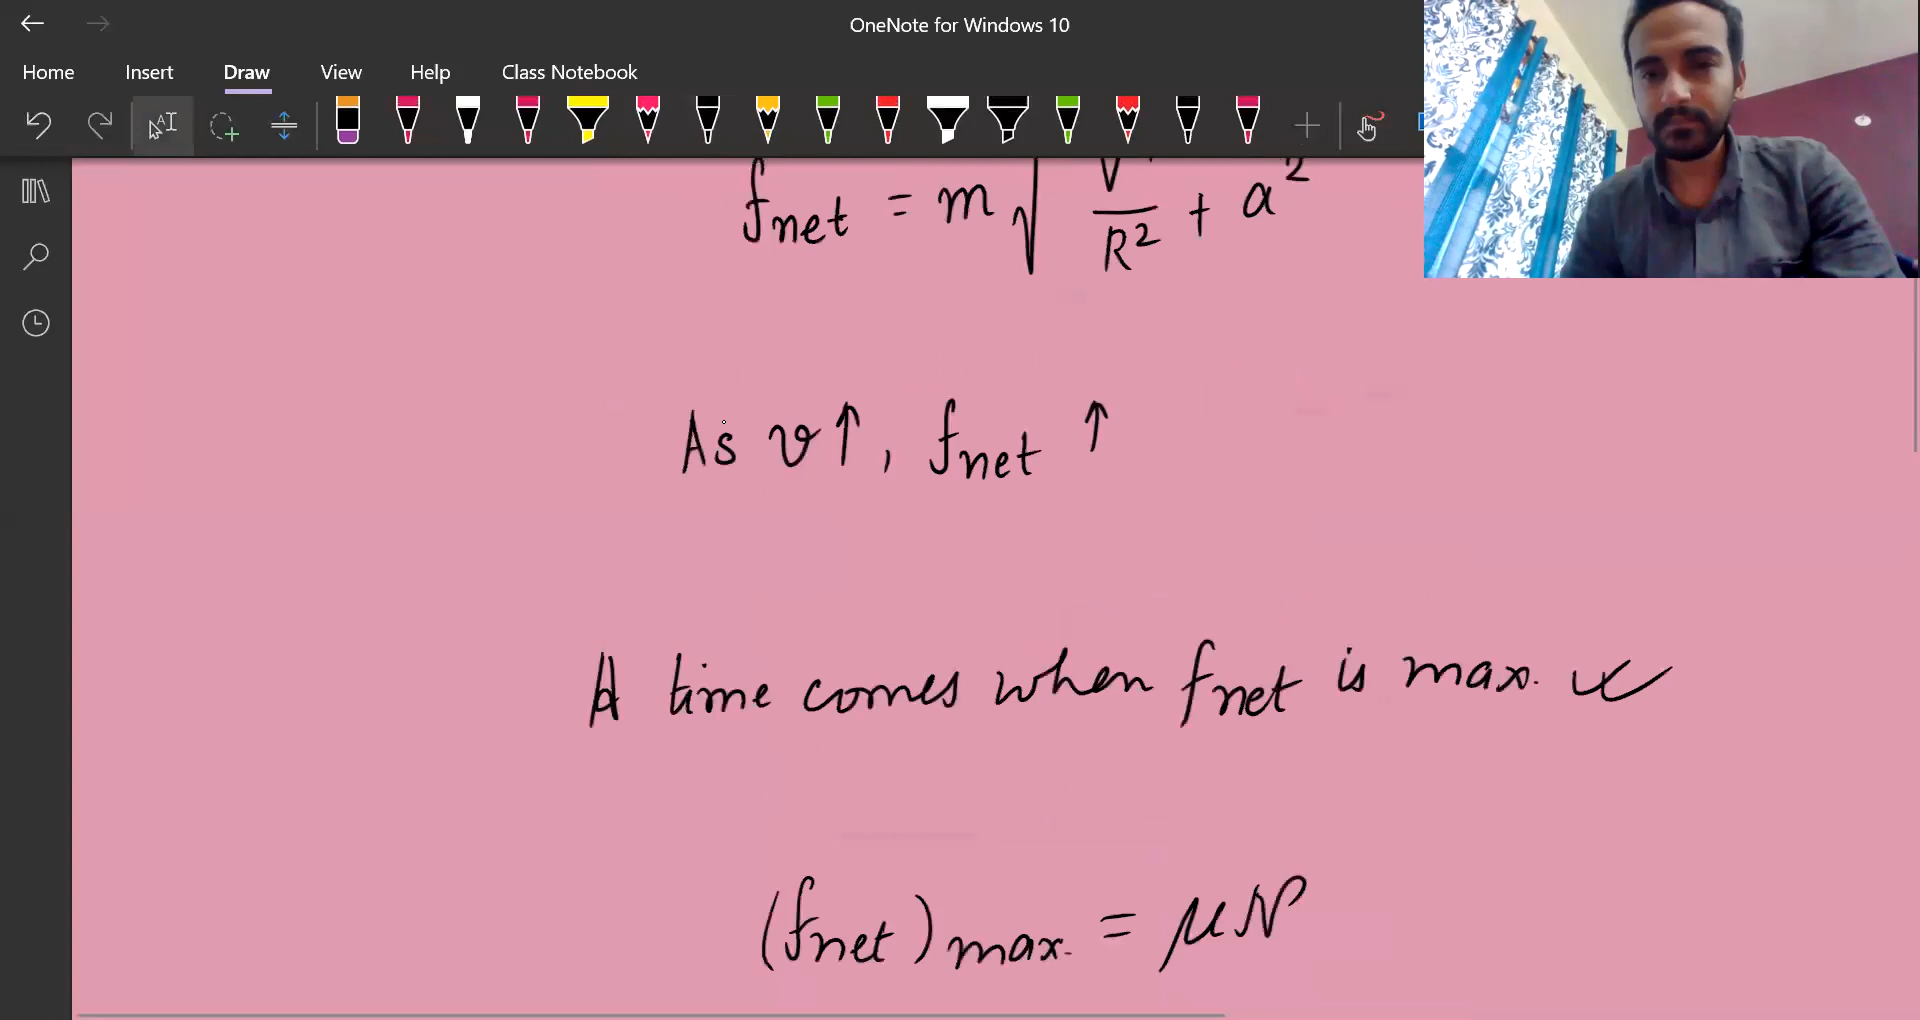 OneNote for Windows 10
Home Insert Draw View Help Class Notebook
fnet = m√ V / R² + a²
As v↑, fnet ↑
A time comes when fnet is max.
(fnet)max. = μN